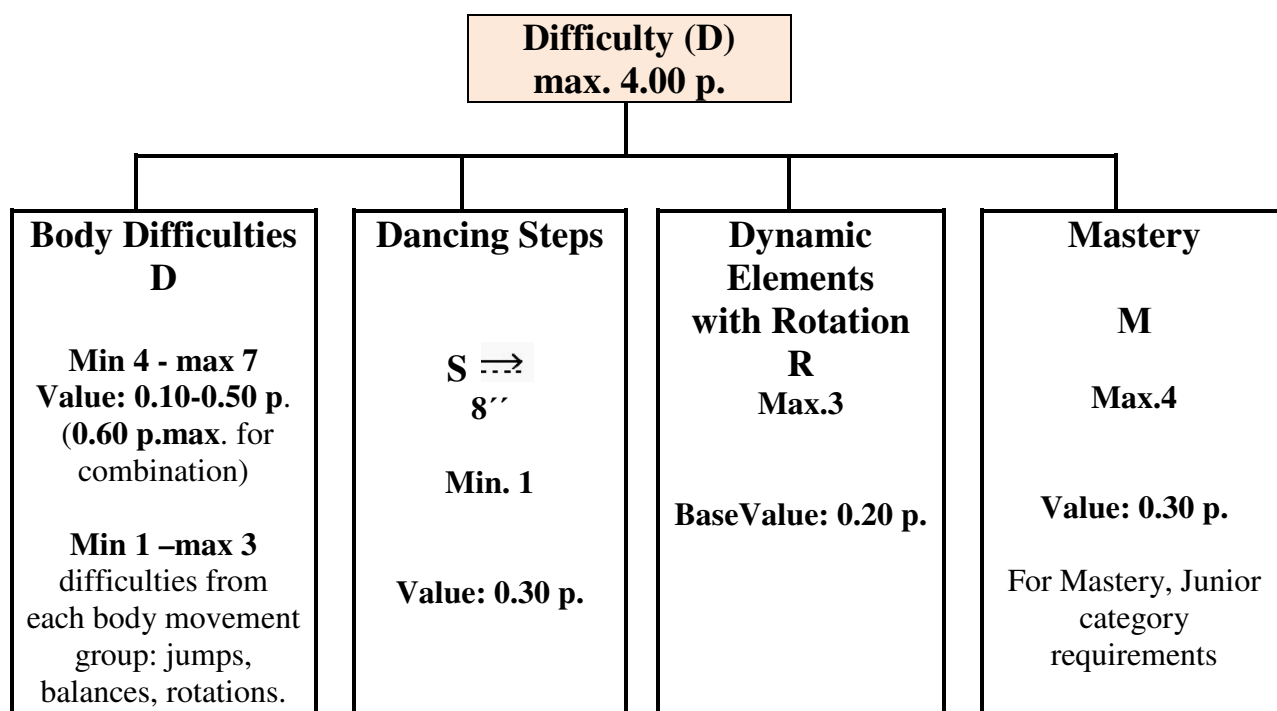 Difficulty (D)
max. 4.00 p.
Body Difficulties
D
Min 4 - max 7
Value: 0.10-0.50 p.
(0.60 p.max. for
combination)
Min 1 –max 3
difficulties from
each body movement
group: jumps,
balances, rotations.
Dancing Steps
S
8´´
Min. 1
Value: 0.30 p.
Dynamic
Elements
with Rotation
R
Max.3
BaseValue: 0.20 p.
Mastery
M
Max.4
Value: 0.30 p.
For Mastery, Junior
category
requirements